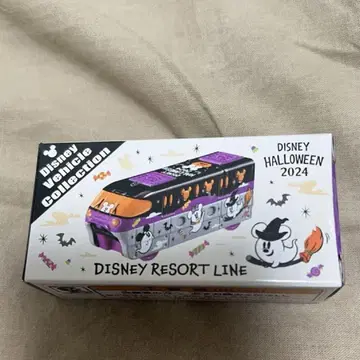 Disney
Vehicle
Collection
DISNEY
HALLOWEEN
2024
DISNEY RESORT LINE